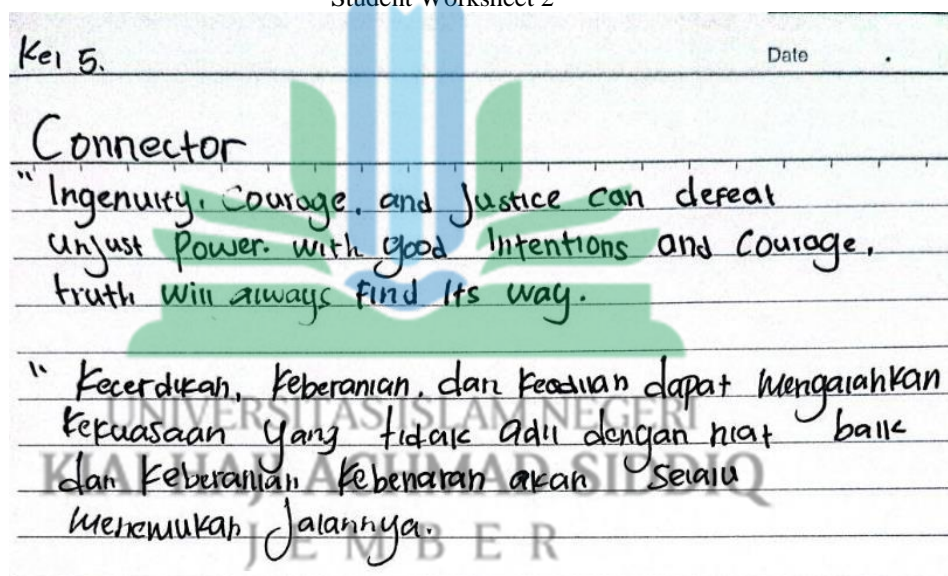 Student Worksheet 2
Kel 5.
Date .
Connector
" Ingenuity, Courage, and Justice can defeat
unjust Power. with good Intentions and Courage,
truth Will always Find Its way.
" Kecerdikan, Keberanian, dan Keadilan dapat Mengalahkan
Kekuasaan yang tidak adil dengan niat baik
dan Keberanian Kebenaran akan Selalu
Menemukan Jalannya.
UNIVERSITAS ISLAM NEGERI
KIAI HAJI ACHMAD SIDDIQ
JEMBER